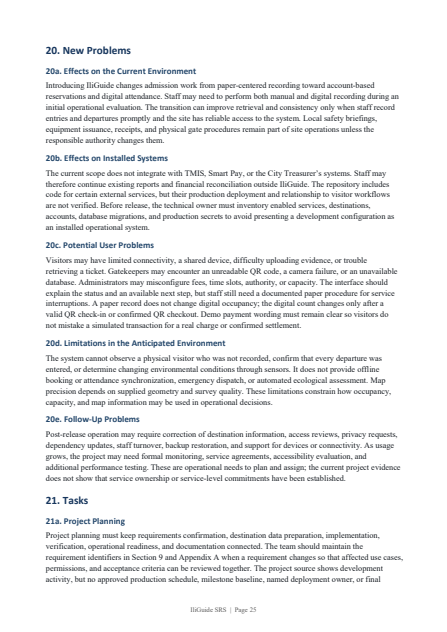 20. New Problems
20a. Effects on the Current Environment
Introducing IliGuide changes admission work from paper-centered recording toward account-based
reservations and digital attendance. Staff may need to perform both manual and digital recording during an
initial operational evaluation. The transition can improve retrieval and consistency only when staff record
entries and departures promptly and the site has reliable access to the system. Local safety briefings,
equipment issuance, receipts, and physical gate procedures remain part of site operations unless the
responsible authority changes them.
20b. Effects on Installed Systems
The current scope does not integrate with TMIS, Smart Pay, or the City Treasurer's systems. Staff may
therefore continue existing reports and financial reconciliation outside IliGuide. The repository includes
code for certain external services, but their production deployment and relationship to visitor workflows
are not verified. Before release, the technical owner must inventory enabled services, destinations,
accounts, database migrations, and production secrets to avoid presenting a development configuration as
an installed operational system.
20c. Potential User Problems
Visitors may have limited connectivity, a shared device, difficulty uploading evidence, or trouble
retrieving a ticket. Gatekeepers may encounter an unreadable QR code, a camera failure, or an unavailable
database. Administrators may misconfigure fees, time slots, authority, or capacity. The interface should
explain the status and an available next step, but staff still need a documented paper procedure for service
interruptions. A paper record does not change digital occupancy; the digital count changes only after a
valid QR check-in or confirmed QR checkout. Demo payment wording must remain clear so visitors do
not mistake a simulated transaction for a real charge or confirmed settlement.
20d. Limitations in the Anticipated Environment
The system cannot observe a physical visitor who was not recorded, confirm that every departure was
entered, or determine changing environmental conditions through sensors. It does not provide offline
booking or attendance synchronization, emergency dispatch, or automated ecological assessment. Map
precision depends on supplied geometry and survey quality. These limitations constrain how occupancy,
capacity, and map information may be used in operational decisions.
20e. Follow-Up Problems
Post-release operation may require correction of destination information, access reviews, privacy requests,
dependency updates, staff turnover, backup restoration, and support for devices or connectivity. As usage
grows, the project may need formal monitoring, service agreements, accessibility evaluation, and
additional performance testing. These are operational needs to plan and assign; the current project evidence
does not show that service ownership or service-level commitments have been established.
21. Tasks
21a. Project Planning
Project planning must keep requirements confirmation, destination data preparation, implementation,
verification, operational readiness, and documentation connected. The team should maintain the
requirement identifiers in Section 9 and Appendix A when a requirement changes so that affected use cases,
permissions, and acceptance criteria can be reviewed together. The project source shows development
activity, but no approved production schedule, milestone baseline, named deployment owner, or final
IliGuide SRS | Page 25